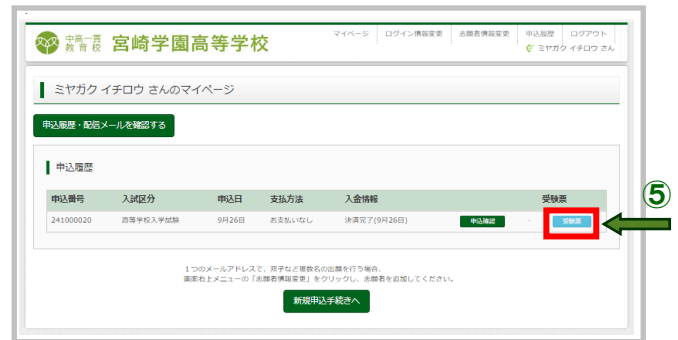 中高一貫
教育校
宮崎学園高等学校
マイページ ログイン情報変更 志願者情報変更 申込履歴 ログアウト
ミヤガク イチロウ さん
ミヤガク イチロウ さんのマイページ
申込履歴・配信メールを確認する
申込履歴
申込番号 入試区分 申込日 支払方法 入金情報 受験票
241000020 高等学校入学試験 9月26日 お支払いなし 決済完了(9月26日) 申込確認 - 受験票
⑤
1つのメールアドレスで、双子など複数名の出願を行う場合、
画面右上メニューの「志願者情報変更」をクリックし、志願者を追加してください。
新規申込手続きへ